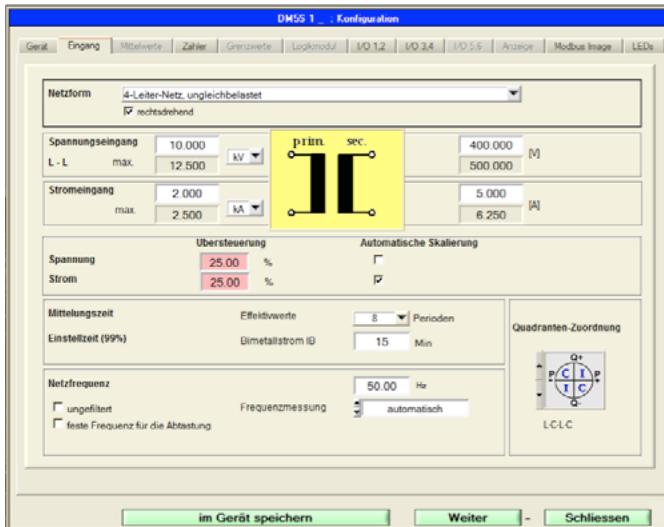 DM5S 1 _ : Konfiguration
Gerät Eingang Mittelwerte Zähler Grenzwerte Logikmodul I/O 1,2 I/O 3,4 I/O 5,6 Anzeige Modbus Image LEDs
Netzform 4-Leiter-Netz, ungleichbelastet
rechtsdrehend
Spannungseingang 10.000 kV prim. sec. 400.000 [V]
L - L max. 12.500 500.000
Stromeingang 2.000 kA 5.000 [A]
max. 2.500 6.250
Übersteuerung Automatische Skalierung
Spannung 25.00 %
Strom 25.00 %
Mittelungszeit Effektivwerte 8 Perioden
Einstellzeit (99%) Bimetallstrom IB 15 Min
Quadranten-Zuordnung
Q+
P- C I P+
I C
Q-
LC-LC
Netzfrequenz 50.00 Hz
ungefiltert Frequenzmessung automatisch
feste Frequenz für die Abtastung
im Gerät speichern Weiter - Schliessen